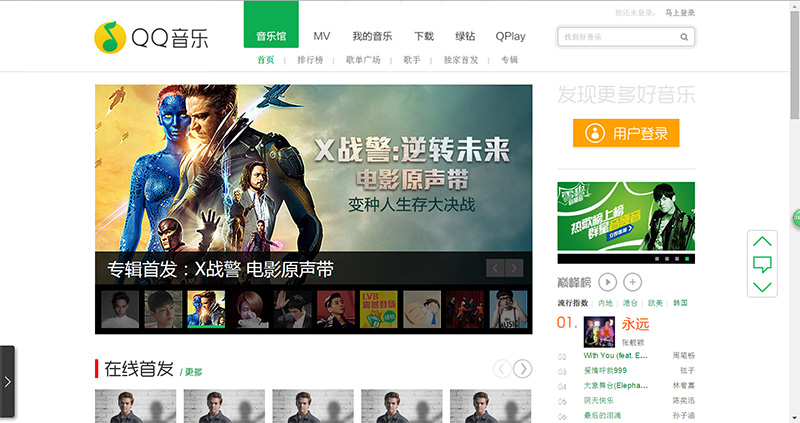 您还未登录, 马上登录
QQ音乐
音乐馆 MV 我的音乐 下载 绿钻 QPlay
找到好音乐
首页 排行榜 歌单广场 歌手 独家首发 专辑
发现更多好音乐
用户登录
X战警:逆转未来
电影原声带
变种人生存大决战
专辑首发:X战警 电影原声带
LVB
MUSIC
热歌榜上榜
巅峰榜
流行指数 内地 港台 欧美 韩国
01. 永远
张靓颖
02 With You (feat. E... 周笔畅
03 爱情呼救999 弦子
04 大象舞台(Elepha... 林宥嘉
05 阴天快乐 陈奕迅
06 最后的泪滴 孙子涵
在线首发 / 更多